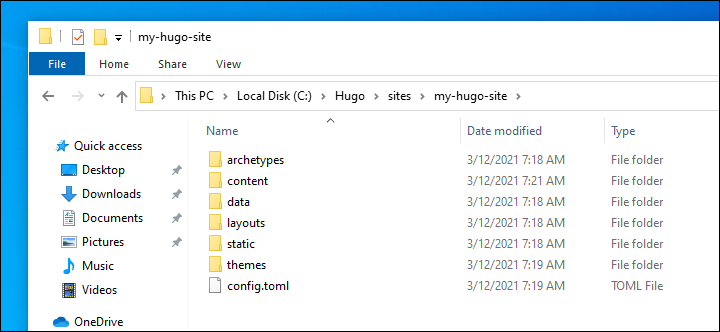 my-hugo-site
File Home Share View
This PC Local Disk (C:) Hugo sites my-hugo-site
Name Date modified Type
Quick access
Desktop
Downloads
Documents
Pictures
Music
Videos
OneDrive
archetypes 3/12/2021 7:18 AM File folder
content 3/12/2021 7:21 AM File folder
data 3/12/2021 7:18 AM File folder
layouts 3/12/2021 7:18 AM File folder
static 3/12/2021 7:18 AM File folder
themes 3/12/2021 7:19 AM File folder
config.toml 3/12/2021 7:19 AM TOML File